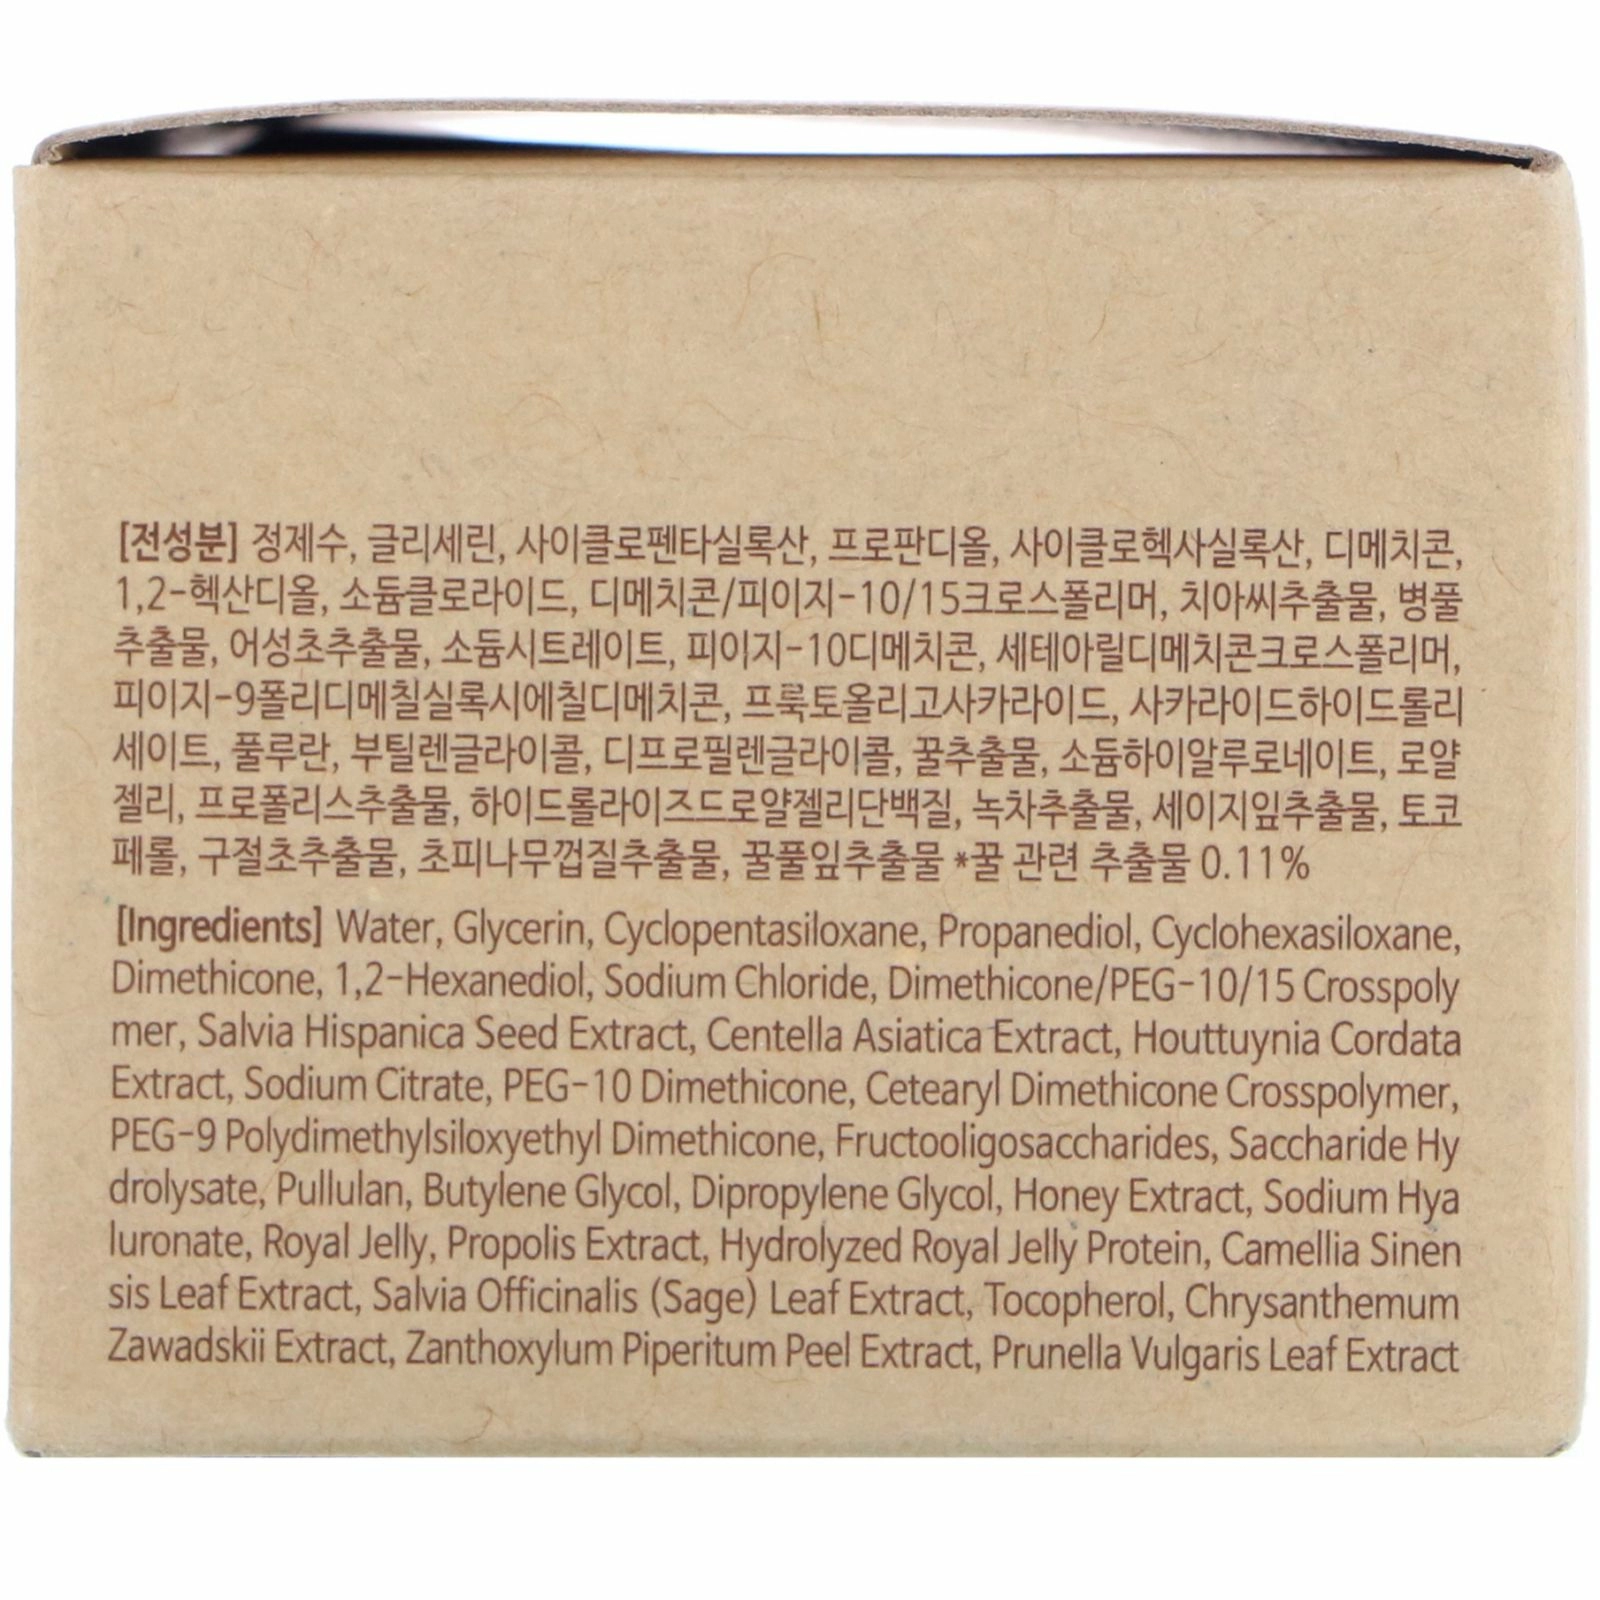 [전성분] 정제수, 글리세린, 사이클로펜타실록산, 프로판디올, 사이클로헥사실록산, 디메치콘,
1,2-헥산디올, 소듐클로라이드, 디메치콘/피이지-10/15크로스폴리머, 치아씨추출물, 병풀
추출물, 어성초추출물, 소듐시트레이트, 피이지-10디메치콘, 세테아릴디메치콘크로스폴리머,
피이지-9폴리디메칠실록시에칠디메치콘, 프룩토올리고사카라이드, 사카라이드하이드롤리
세이트, 풀루란, 부틸렌글라이콜, 디프로필렌글라이콜, 꿀추출물, 소듐하이알루로네이트, 로얄
젤리, 프로폴리스추출물, 하이드롤라이즈드로얄젤리단백질, 녹차추출물, 세이지잎추출물, 토코
페롤, 구절초추출물, 초피나무껍질추출물, 꿀풀잎추출물 *꿀 관련 추출물 0.11%
[Ingredients] Water, Glycerin, Cyclopentasiloxane, Propanediol, Cyclohexasiloxane,
Dimethicone, 1,2-Hexanediol, Sodium Chloride, Dimethicone/PEG-10/15 Crosspoly
mer, Salvia Hispanica Seed Extract, Centella Asiatica Extract, Houttuynia Cordata
Extract, Sodium Citrate, PEG-10 Dimethicone, Cetearyl Dimethicone Crosspolymer,
PEG-9 Polydimethylsiloxyethyl Dimethicone, Fructooligosaccharides, Saccharide Hy
drolysate, Pullulan, Butylene Glycol, Dipropylene Glycol, Honey Extract, Sodium Hya
luronate, Royal Jelly, Propolis Extract, Hydrolyzed Royal Jelly Protein, Camellia Sinen
sis Leaf Extract, Salvia Officinalis (Sage) Leaf Extract, Tocopherol, Chrysanthemum
Zawadskii Extract, Zanthoxylum Piperitum Peel Extract, Prunella Vulgaris Leaf Extract